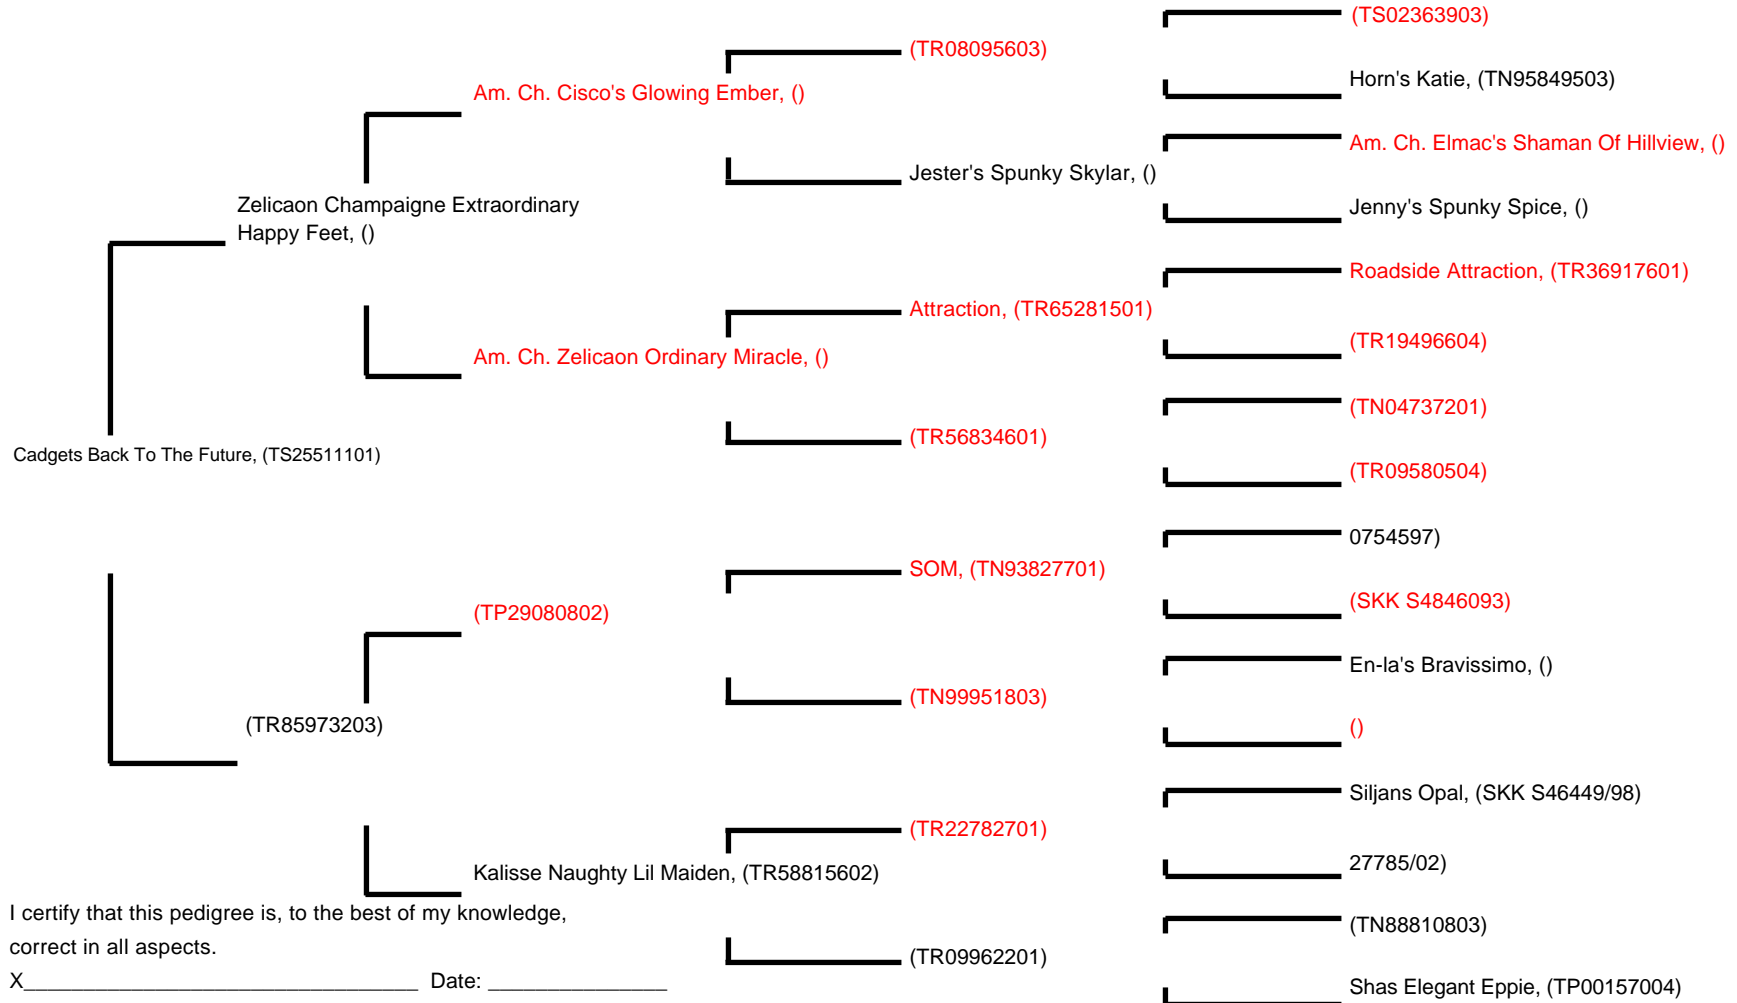 (TS02363903)
(TR08095603)
Horn's Katie, (TN95849503)
Am. Ch. Cisco's Glowing Ember, ()
Am. Ch. Elmac's Shaman Of Hillview, ()
Jester's Spunky Skylar, ()
Jenny's Spunky Spice, ()
Zelicaon Champaigne Extraordinary
Happy Feet, ()
Roadside Attraction, (TR36917601)
Attraction, (TR65281501)
(TR19496604)
Am. Ch. Zelicaon Ordinary Miracle, ()
(TN04737201)
(TR56834601)
(TR09580504)
Cadgets Back To The Future, (TS25511101)
0754597)
SOM, (TN93827701)
(SKK S4846093)
(TP29080802)
En-la's Bravissimo, ()
(TN99951803)
()
(TR85973203)
Siljans Opal, (SKK S46449/98)
(TR22782701)
27785/02)
Kalisse Naughty Lil Maiden, (TR58815602)
(TN88810803)
(TR09962201)
Shas Elegant Eppie, (TP00157004)
I certify that this pedigree is, to the best of my knowledge,
correct in all aspects.
X_________________________________ Date: _______________